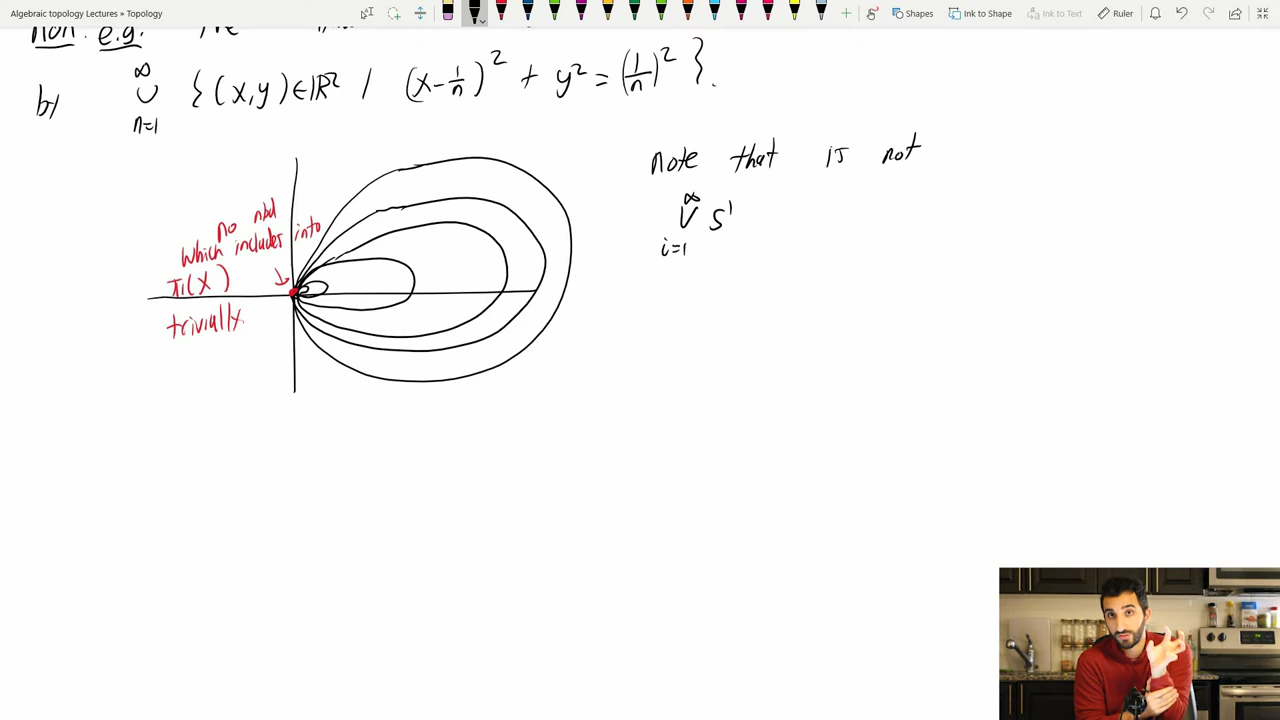 Algebraic topology Lectures » Topology
Shapes
Ink to Shape
Ink to Text
Ruler
non. e.g.
b) ∞ ∪ n=1 { (x,y) ∈ ℝ² / (x-1/n)² + y² = (1/n)² }.
note that is not
∞ ∨ i=1 S¹
no nbd
which includes into
π₁(X)
trivially.